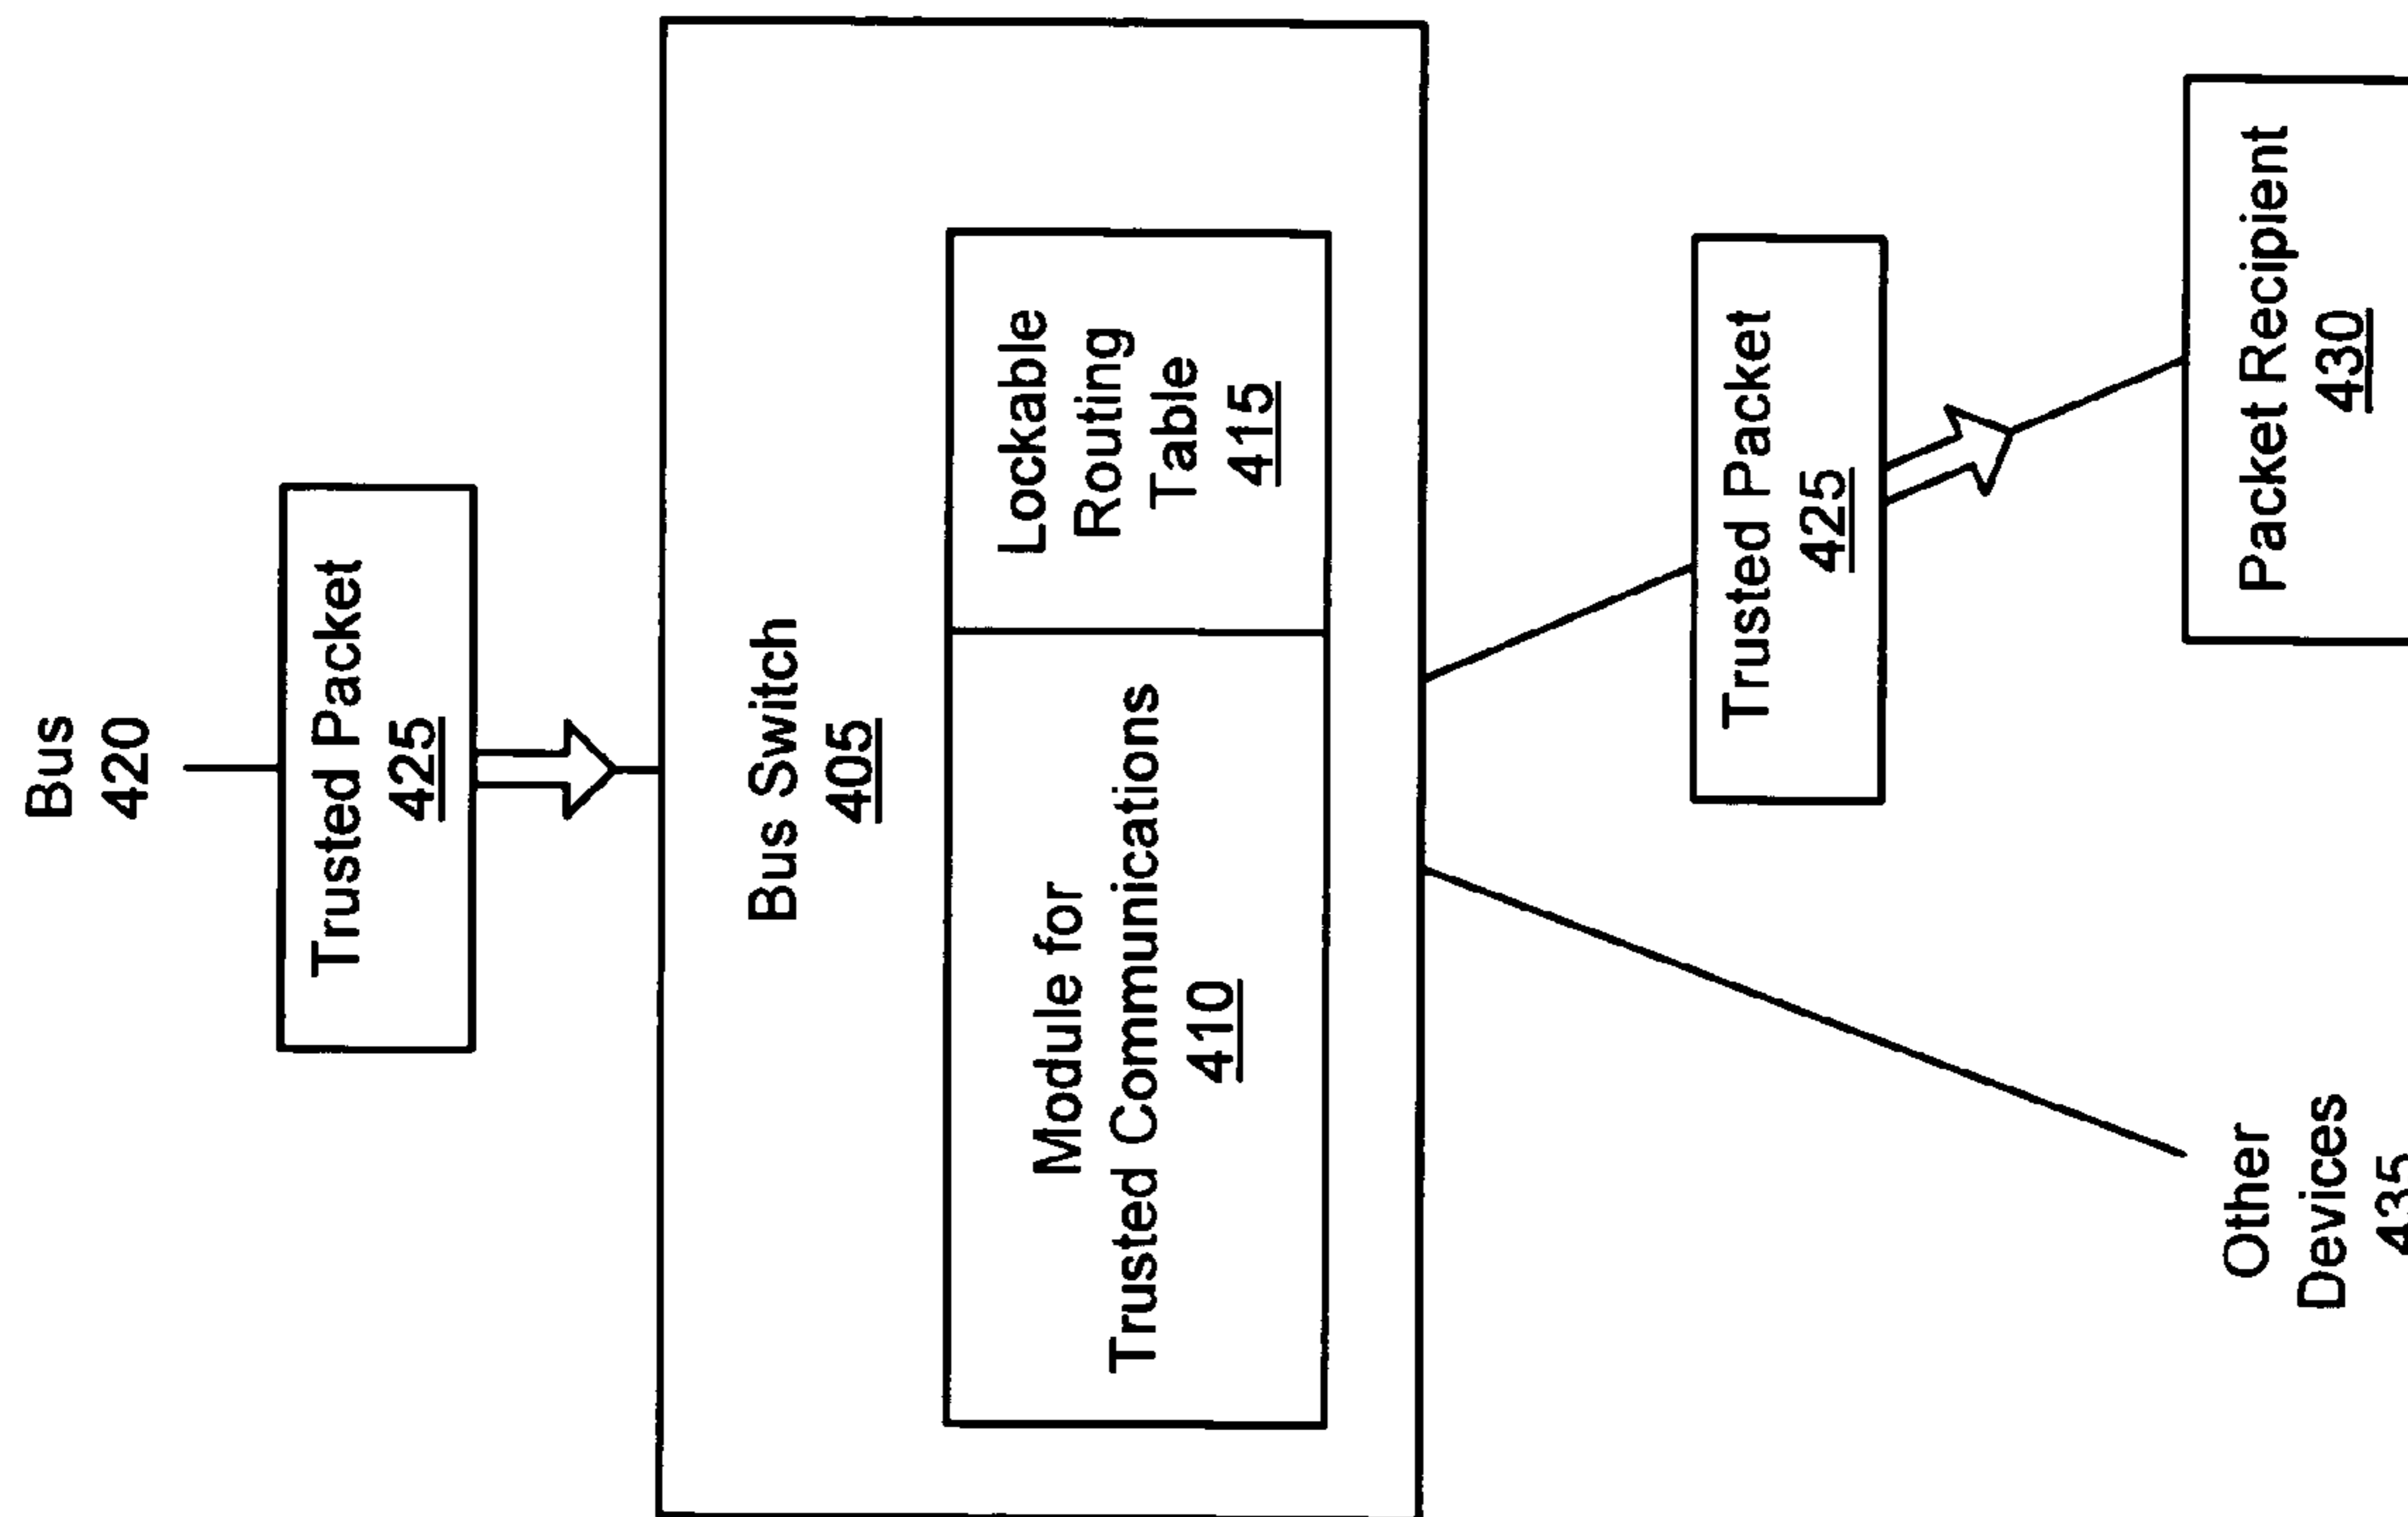 Bus
420
Trusted Packet
425
Bus Switch
405
Module for
Trusted Communications
410
Lockable
Routing
Table
415
Trusted Packet
425
Packet Recipient
430
Other
Devices
435